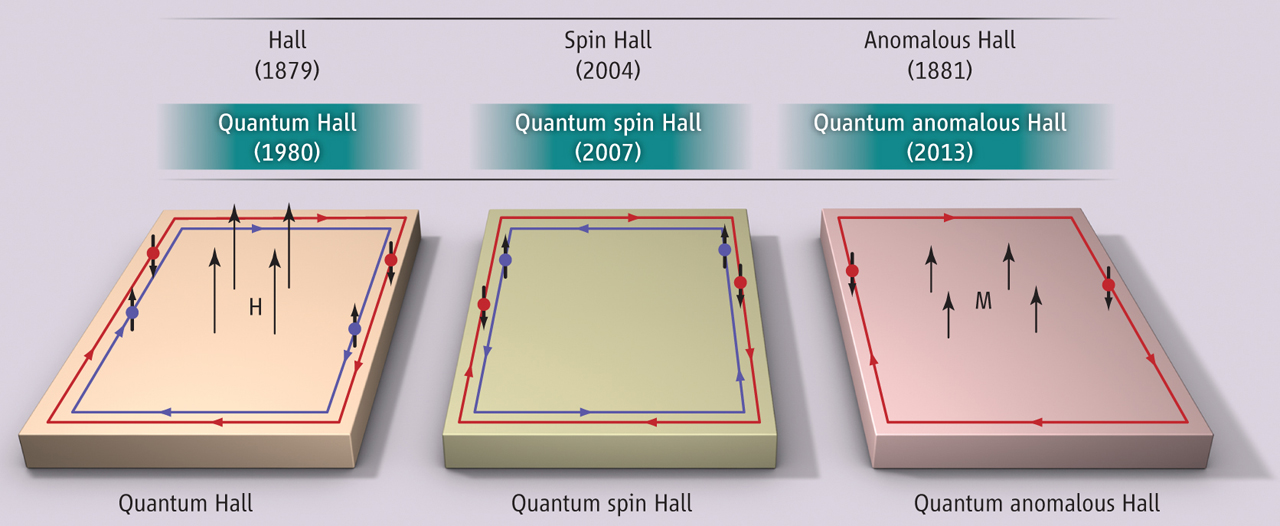 Hall
(1879)
Spin Hall
(2004)
Anomalous Hall
(1881)
Quantum Hall
(1980)
Quantum spin Hall
(2007)
Quantum anomalous Hall
(2013)
H
M
Quantum Hall
Quantum spin Hall
Quantum anomalous Hall